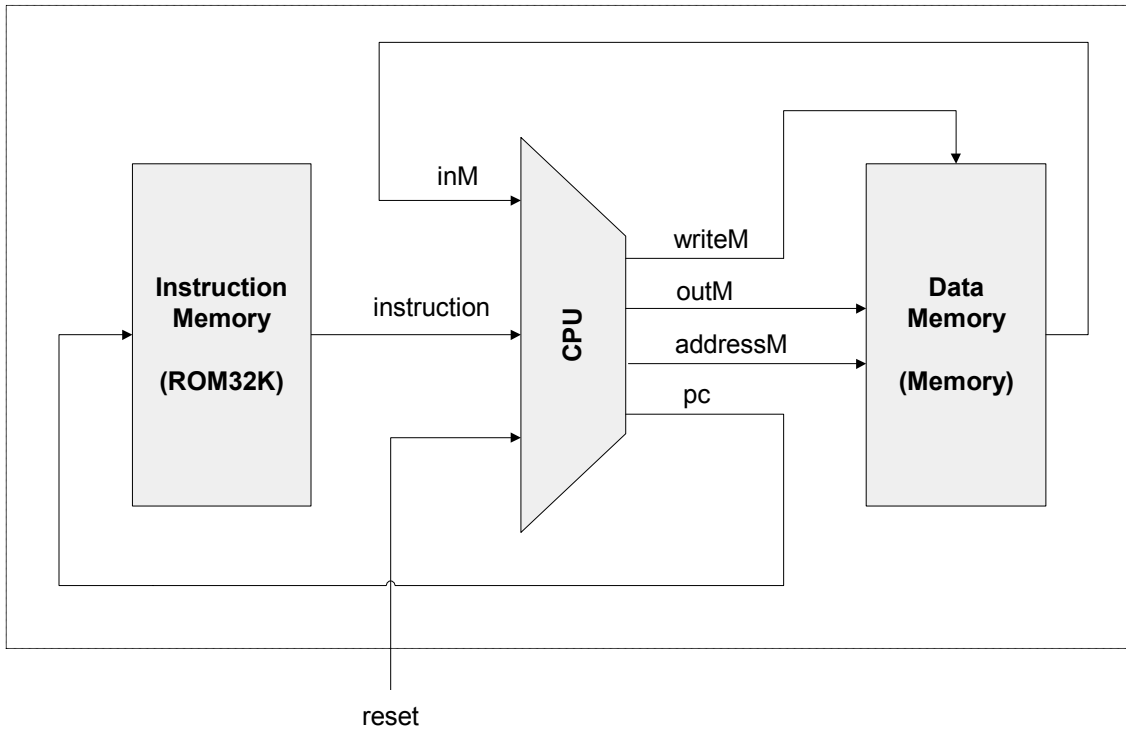 inM
writeM
Instruction
Memory
(ROM32K)
instruction
CPU
outM
addressM
pc
Data
Memory
(Memory)
reset